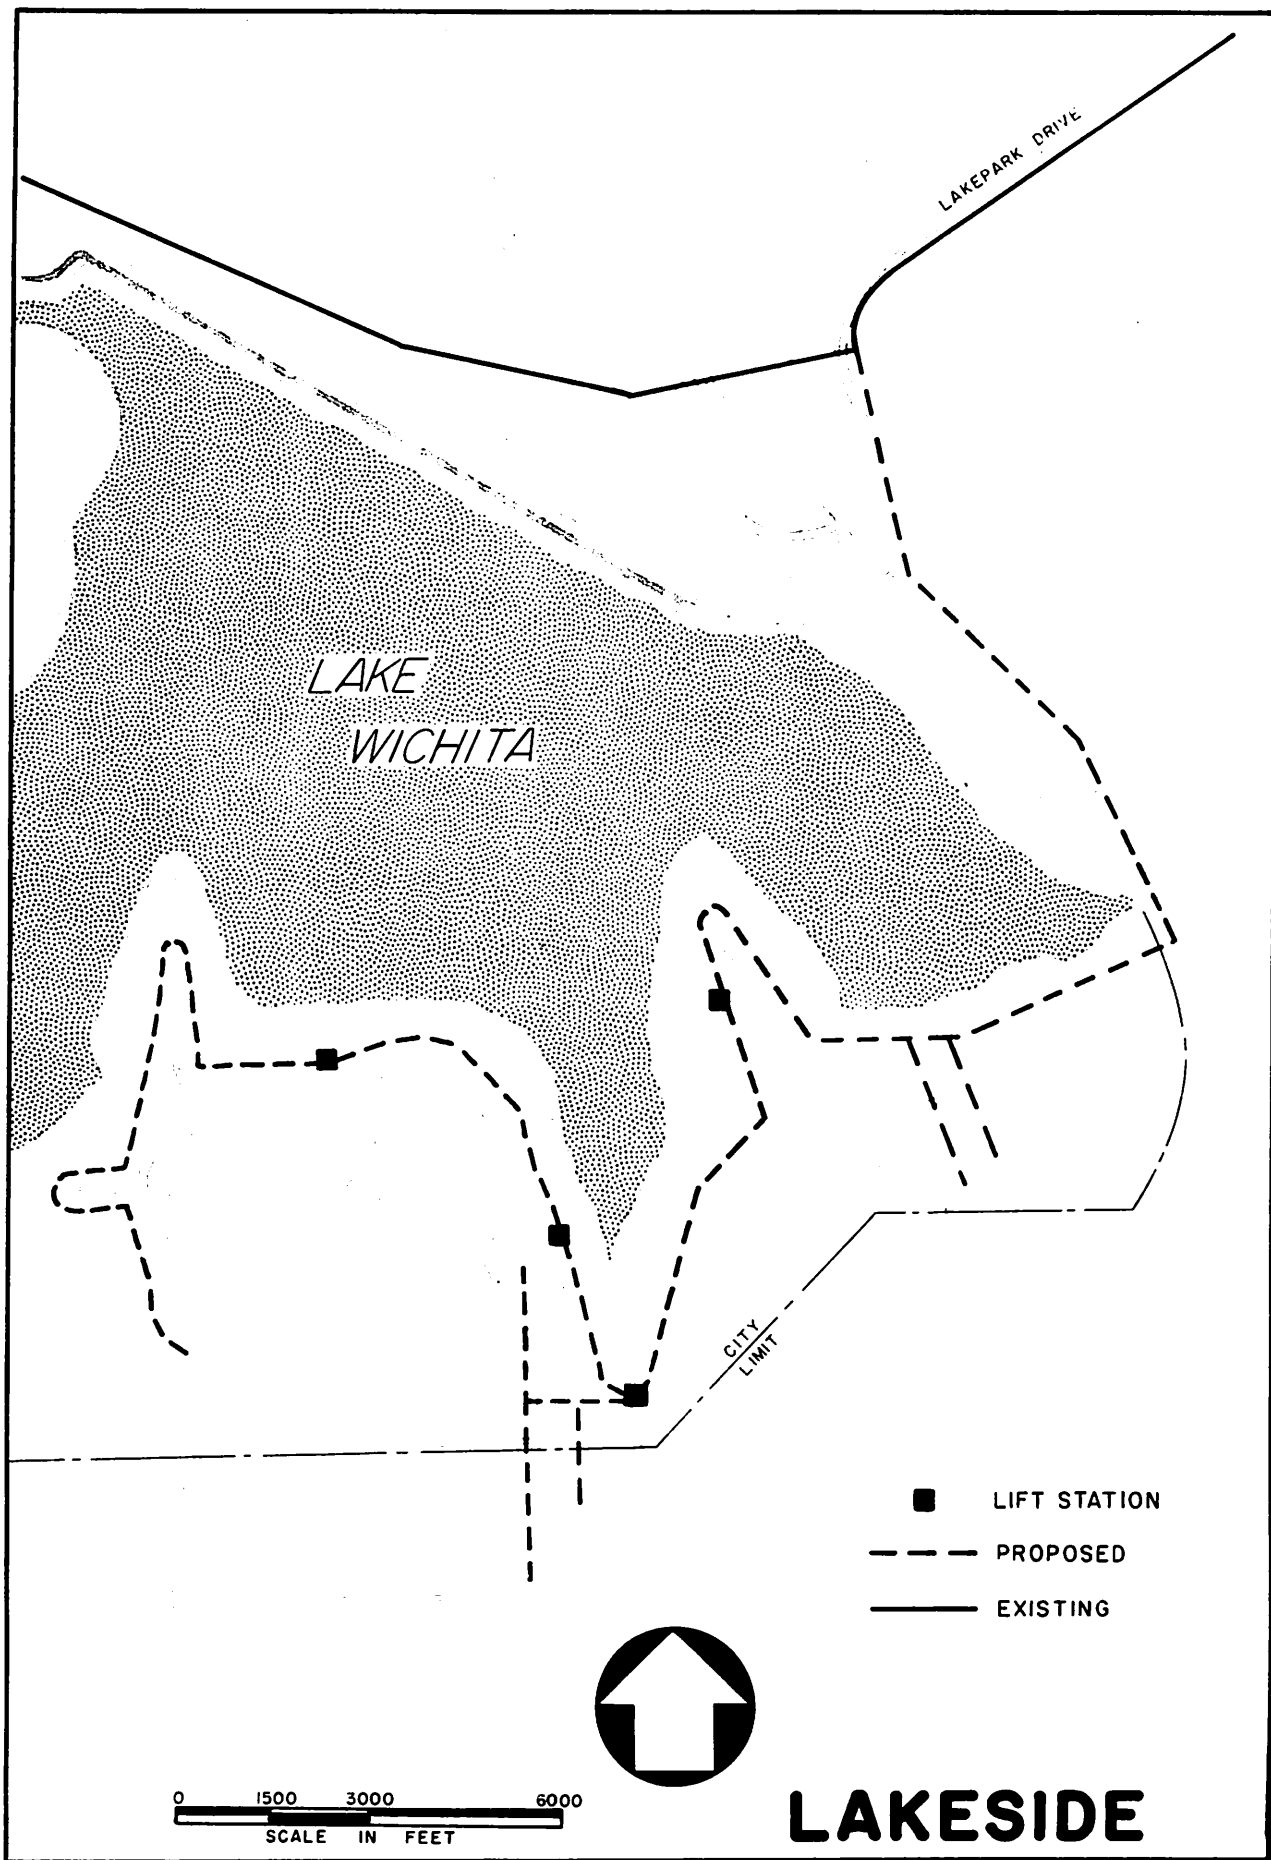 LAKEPARK DRIVE
LAKE
WICHITA
CITY
LIMIT
LIFT STATION
PROPOSED
EXISTING
0 1500 3000 6000
SCALE IN FEET
LAKESIDE